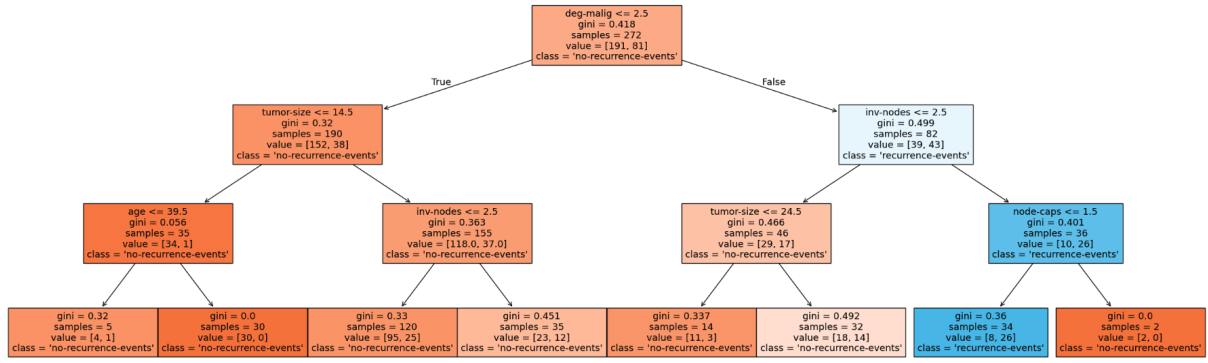 deg-malig <= 2.5
gini = 0.418
samples = 272
value = [191, 81]
class = 'no-recurrence-events'
True
False
tumor-size <= 14.5
gini = 0.32
samples = 190
value = [152, 38]
class = 'no-recurrence-events'
inv-nodes <= 2.5
gini = 0.499
samples = 82
value = [39, 43]
class = 'recurrence-events'
age <= 39.5
gini = 0.056
samples = 35
value = [34, 1]
class = 'no-recurrence-events'
inv-nodes <= 2.5
gini = 0.363
samples = 155
value = [118.0, 37.0]
class = 'no-recurrence-events'
tumor-size <= 24.5
gini = 0.466
samples = 46
value = [29, 17]
class = 'no-recurrence-events'
node-caps <= 1.5
gini = 0.401
samples = 36
value = [10, 26]
class = 'recurrence-events'
gini = 0.32
samples = 5
value = [4, 1]
class = 'no-recurrence-events'
gini = 0.0
samples = 30
value = [30, 0]
class = 'no-recurrence-events'
gini = 0.33
samples = 120
value = [95, 25]
class = 'no-recurrence-events'
gini = 0.451
samples = 35
value = [23, 12]
class = 'no-recurrence-events'
gini = 0.337
samples = 14
value = [11, 3]
class = 'no-recurrence-events'
gini = 0.492
samples = 32
value = [18, 14]
class = 'no-recurrence-events'
gini = 0.36
samples = 34
value = [8, 26]
class = 'recurrence-events'
gini = 0.0
samples = 2
value = [2, 0]
class = 'no-recurrence-events'